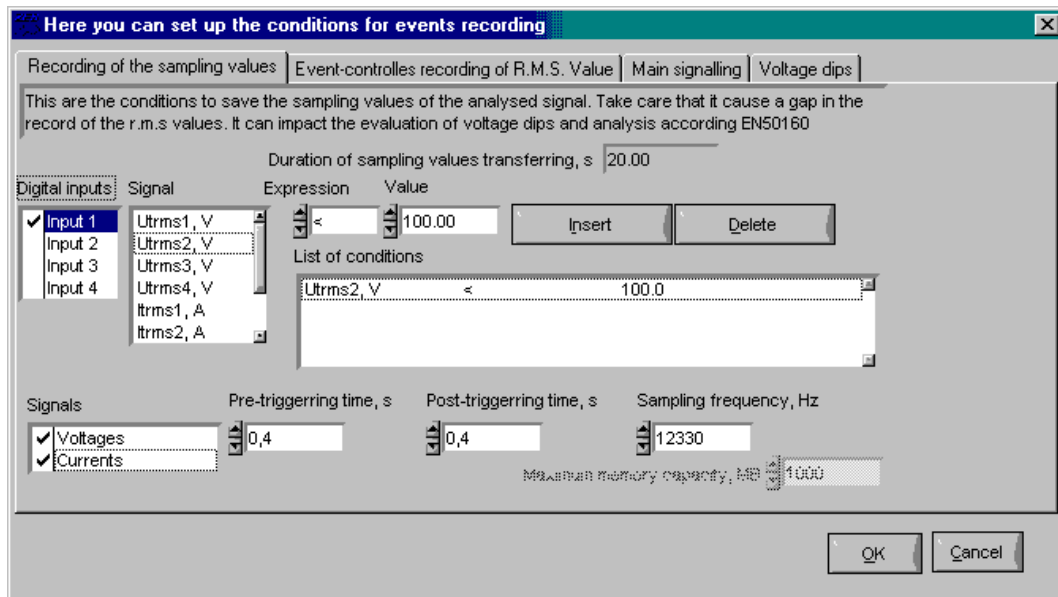 Here you can set up the conditions for events recording
Recording of the sampling values Event-controlles recording of R.M.S. Value Main signalling Voltage dips
This are the conditions to save the sampling values of the analysed signal. Take care that it cause a gap in the
record of the r.m.s values. It can impact the evaluation of voltage dips and analysis according EN50160
Duration of sampling values transferring, s 20.00
Digital inputs Signal Expression Value
Input 1
Input 2
Input 3
Input 4
Utrms1, V
Utrms2, V
Utrms3, V
Utrms4, V
Itrms1, A
Itrms2, A
< 100.00 Insert Delete
List of conditions
Utrms2, V < 100.0
Signals Pre-triggerring time, s Post-triggerring time, s Sampling frequency, Hz
Voltages
Currents
0,4 0,4 12330
Maximum memory capacity, MB 1000
OK Cancel